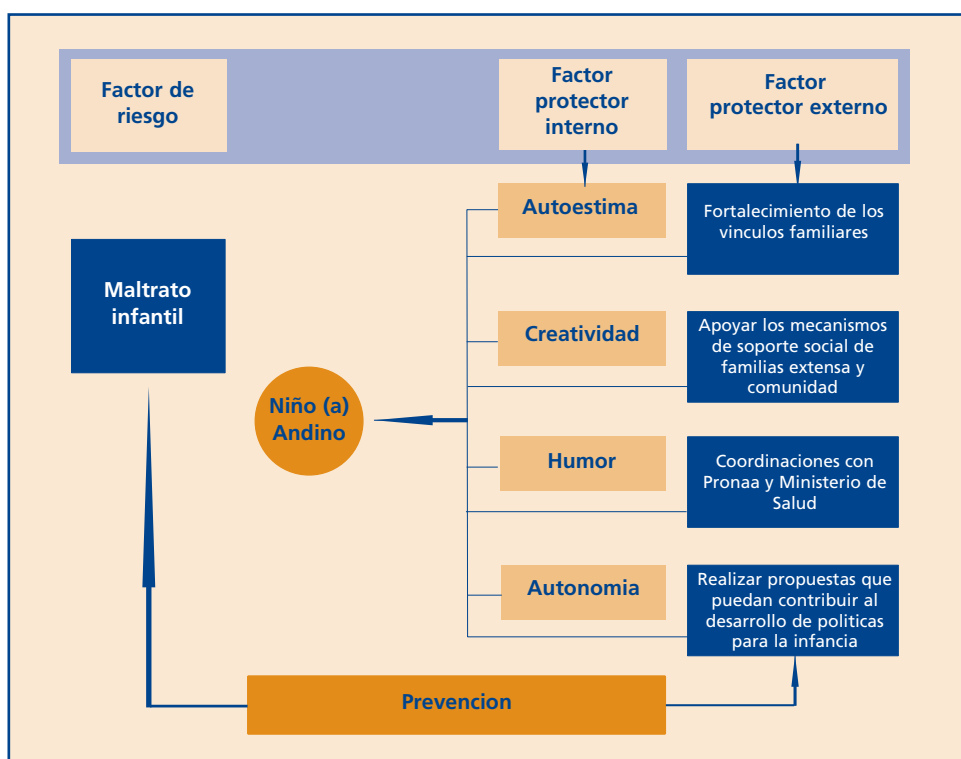 Factor de
riesgo
Factor
protector
interno
Factor
protector externo
Autoestima
Fortalecimiento de los
vinculos familiares
Maltrato
infantil
Creatividad
Apoyar los mecanismos
de soporte social de
familias extensa y
comunidad
Niño (a)
Andino
Humor
Coordinaciones con
Pronaa y Ministerio de
Salud
Autonomia
Realizar propuestas que
puedan contribuir al
desarrollo de politicas
para la infancia
Prevencion